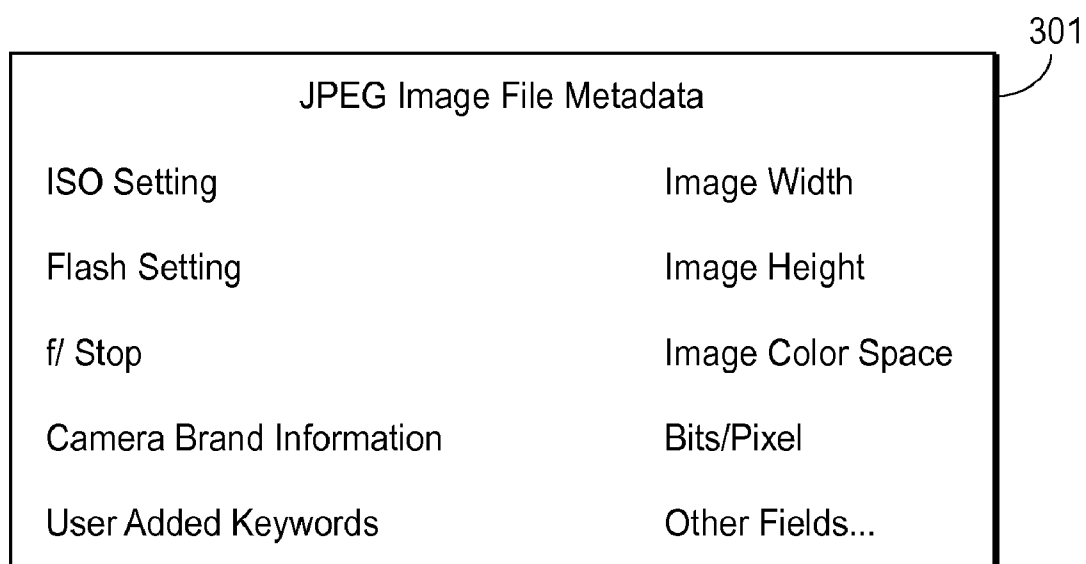 301
JPEG Image File Metadata
ISO Setting
Image Width
Flash Setting
Image Height
f/ Stop
Image Color Space
Camera Brand Information
Bits/Pixel
User Added Keywords
Other Fields...